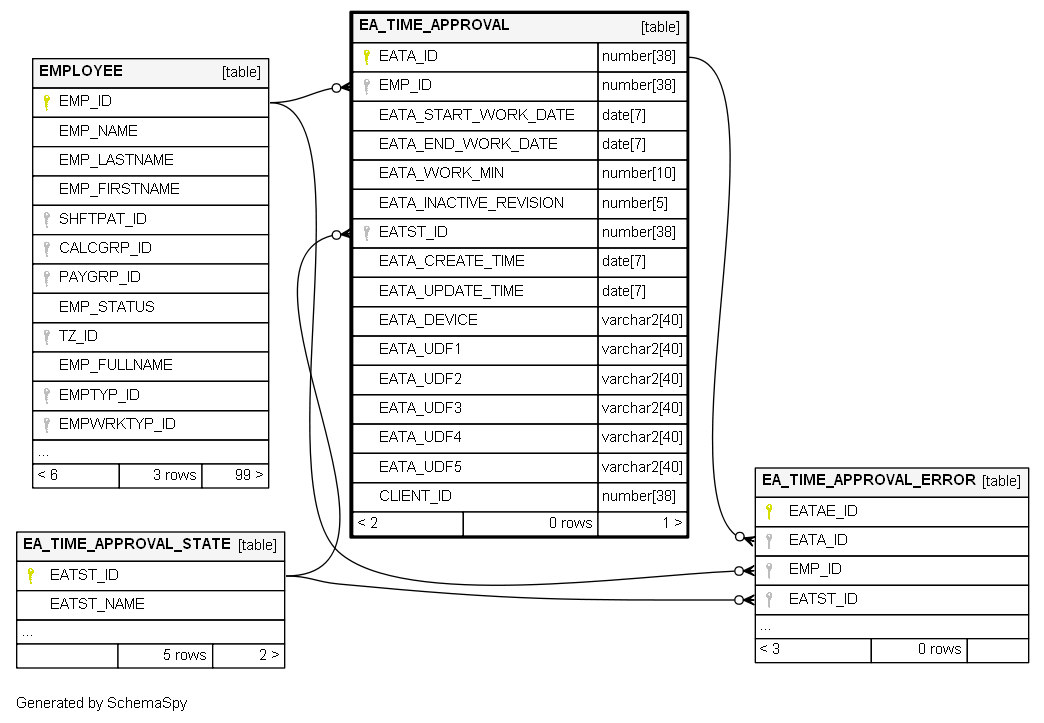 EMPLOYEE [table]
EMP_ID
EMP_NAME
EMP_LASTNAME
EMP_FIRSTNAME
SHFTPAT_ID
CALCGRP_ID
PAYGRP_ID
EMP_STATUS
TZ_ID
EMP_FULLNAME
EMPTYP_ID
EMPWRKTYP_ID
...
< 6 3 rows 99 >
EA_TIME_APPROVAL_STATE [table]
EATST_ID
EATST_NAME
...
5 rows 2 >
EA_TIME_APPROVAL [table]
EATA_ID number[38]
EMP_ID number[38]
EATA_START_WORK_DATE date[7]
EATA_END_WORK_DATE date[7]
EATA_WORK_MIN number[10]
EATA_INACTIVE_REVISION number[5]
EATST_ID number[38]
EATA_CREATE_TIME date[7]
EATA_UPDATE_TIME date[7]
EATA_DEVICE varchar2[40]
EATA_UDF1 varchar2[40]
EATA_UDF2 varchar2[40]
EATA_UDF3 varchar2[40]
EATA_UDF4 varchar2[40]
EATA_UDF5 varchar2[40]
CLIENT_ID number[38]
< 2 0 rows 1 >
EA_TIME_APPROVAL_ERROR [table]
EATAE_ID
EATA_ID
EMP_ID
EATST_ID
...
< 3 0 rows
Generated by SchemaSpy